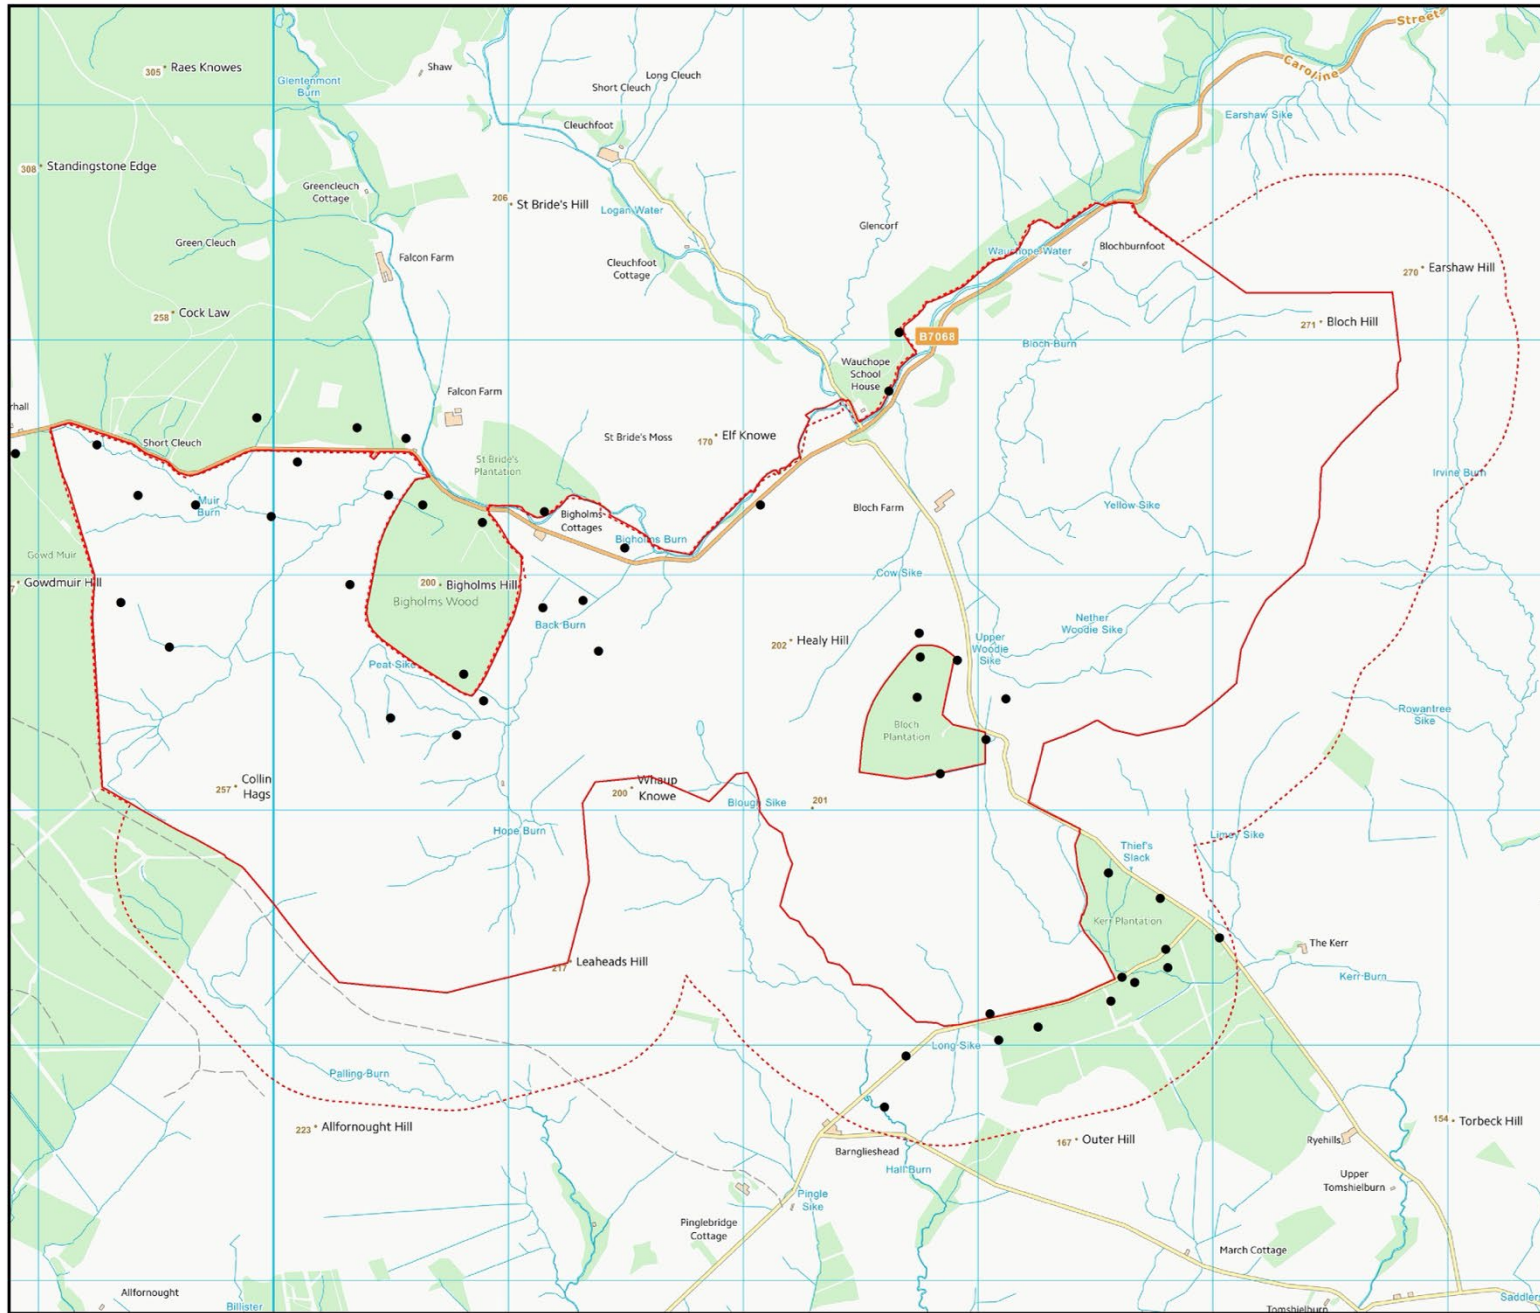 Street
Caroline
305 Raes Knowes
Glentenmont
Burn
Shaw
Long Cleuch
Short Cleuch
Cleuchfoot
Earshaw Sike
308 Standingstone Edge
Greencleuch
Cottage
206 St Bride's Hill
Logan Water
Glencorf
Green Cleuch
Falcon Farm
Cleuchfoot
Cottage
Wauchope Water
Blochburnfoot
270 Earshaw Hill
258 Cock Law
271 Bloch Hill
B7068
Bloch Burn
Wauchope
School
House
Falcon Farm
rhall
Short Cleuch
St Bride's Moss
170 Elf Knowe
St Bride's
Plantation
Irvine Burn
Muir
Burn
Bigholms
Cottages
Bloch Farm
Yellow Sike
Bigholms Burn
Gowd Muir
7 Gowdmuir Hill
200 Bigholms Hill
Bigholms Wood
Cow Sike
Back Burn
Nether
Woodie Sike
202 Healy Hill
Upper
Woodie
Sike
Peat Sike
Rowantree
Sike
Bloch
Plantation
257 Collin
Hags
200 Whaup
Knowe
Blough Sike
201
Hope Burn
Limey Sike
Thief's
Slack
Kerr Plantation
The Kerr
217 Leaheads Hill
Kerr Burn
Long Sike
Palling Burn
223 Allfornought Hill
154 Torbeck Hill
167 Outer Hill
Ryehills
Barnglieshead
Hall Burn
Upper
Tomshielburn
Pingle
Sike
Pinglebridge
Cottage
March Cottage
Allfornought
Billister
Tomshielburn
Saddler